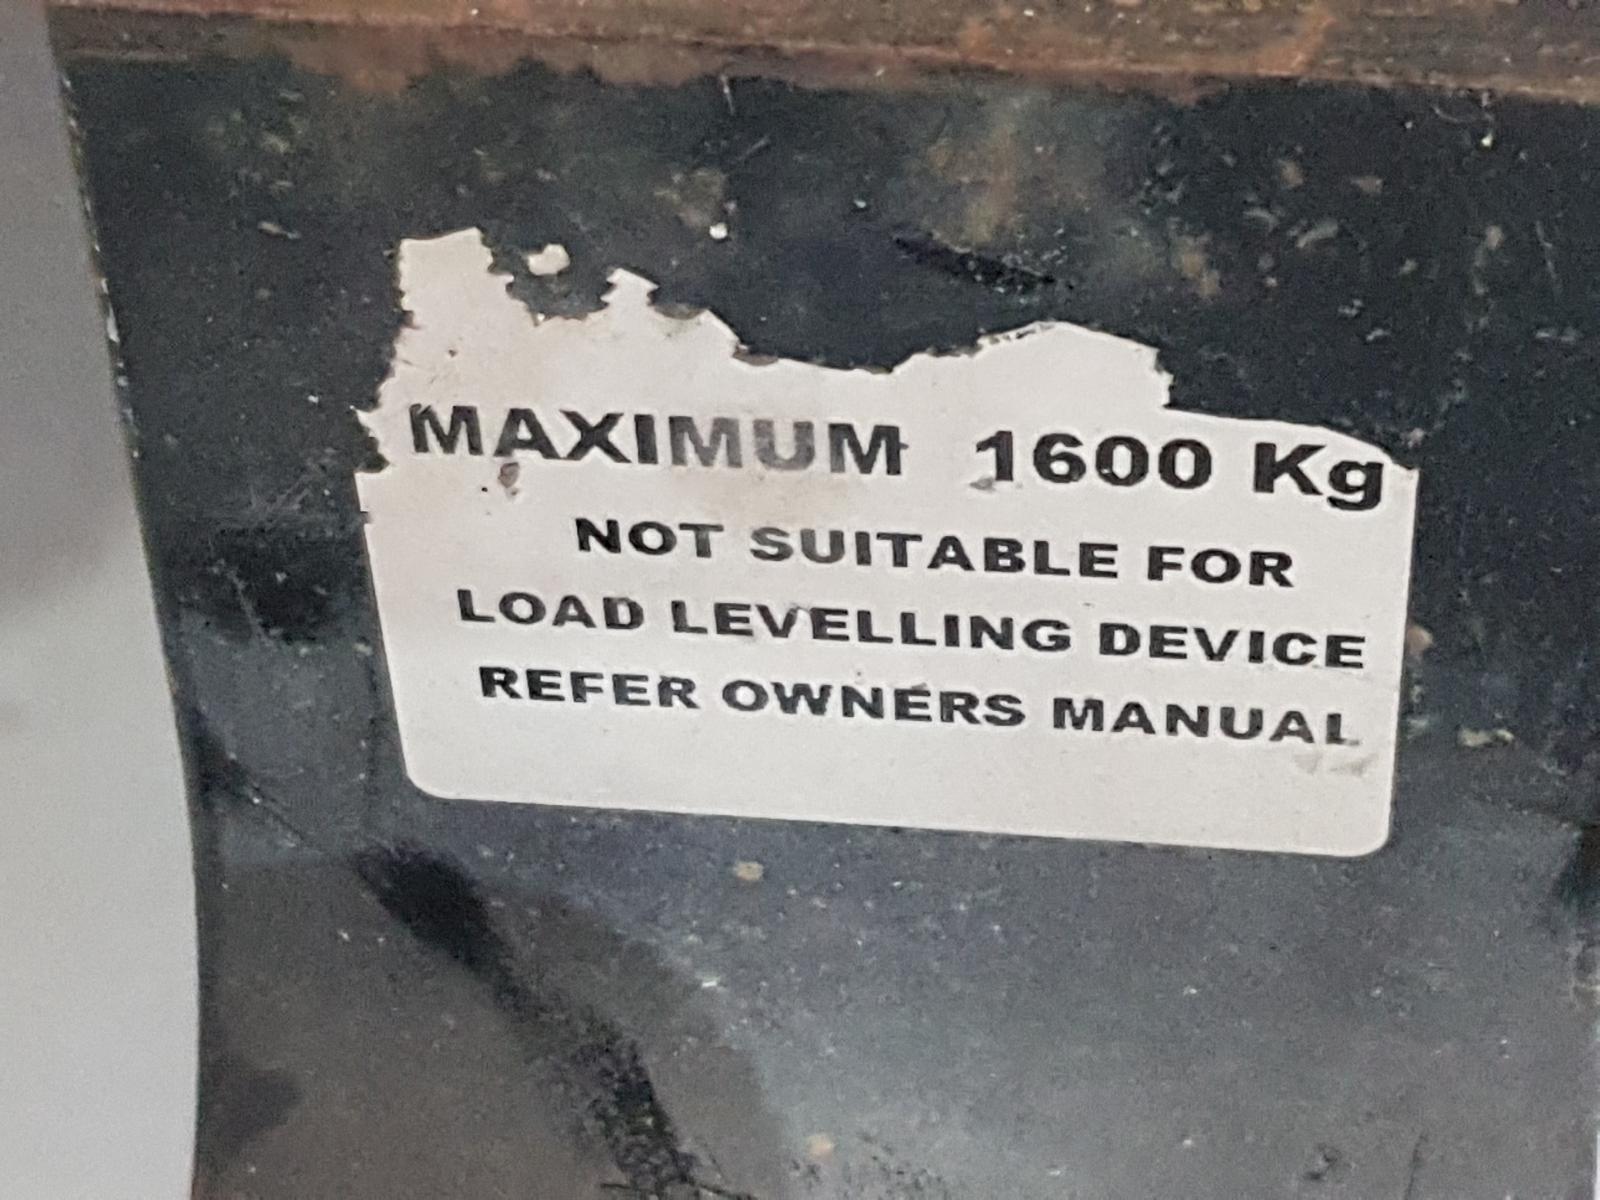 MAXIMUM 1600 Kg
NOT SUITABLE FOR
LOAD LEVELLING DEVICE
REFER OWNERS MANUAL